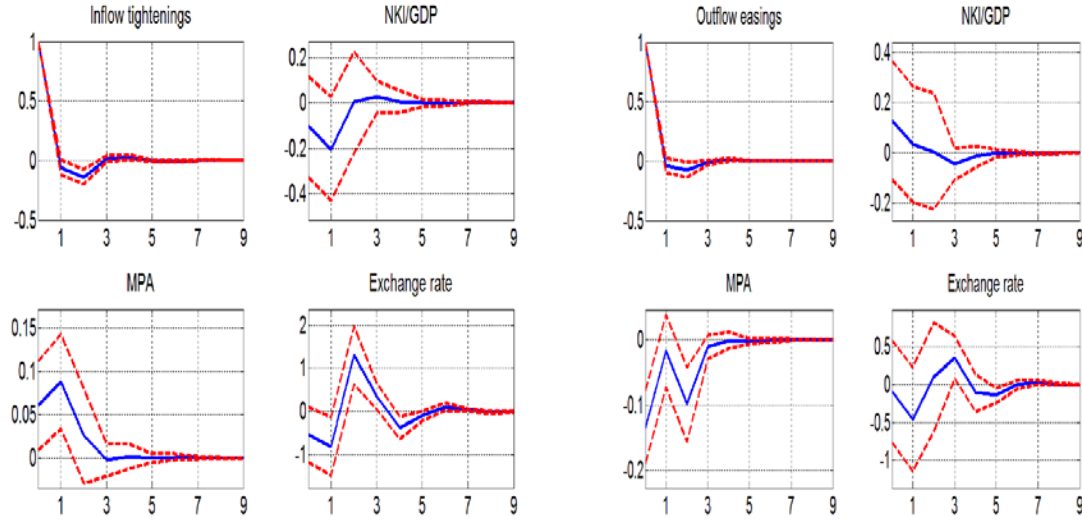 Inflow tightenings NKI/GDP Outflow easings NKI/GDP
1 0.2 1 0.4
0.5 0 0.5 0.2
0 -0.2 0 0
-0.5 -0.4 -0.5 -0.2
1 3 5 7 9 1 3 5 7 9 1 3 5 7 9 1 3 5 7 9
MPA Exchange rate MPA Exchange rate
0.15 2 0 0.5
0.1 1 -0.1 0
0.05 0 -0.2 -0.5
0 -1 -1
1 3 5 7 9 1 3 5 7 9 1 3 5 7 9 1 3 5 7 9